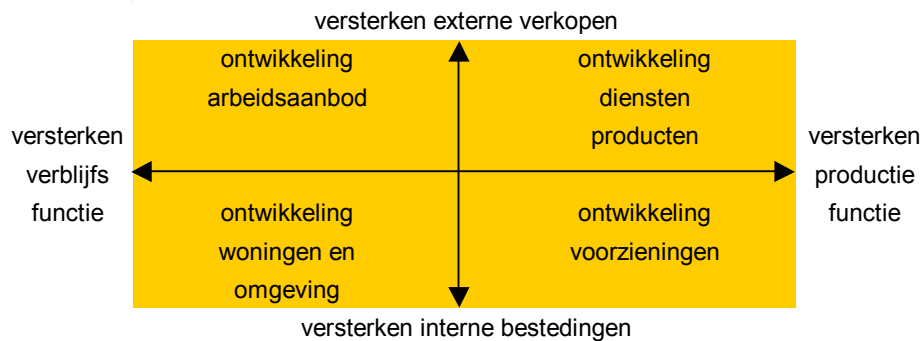 versterken externe verkopen
ontwikkeling
arbeidsaanbod
ontwikkeling
diensten
producten
versterken
verblijfs
functie
versterken
productie
functie
ontwikkeling
woningen en
omgeving
ontwikkeling
voorzieningen
versterken interne bestedingen